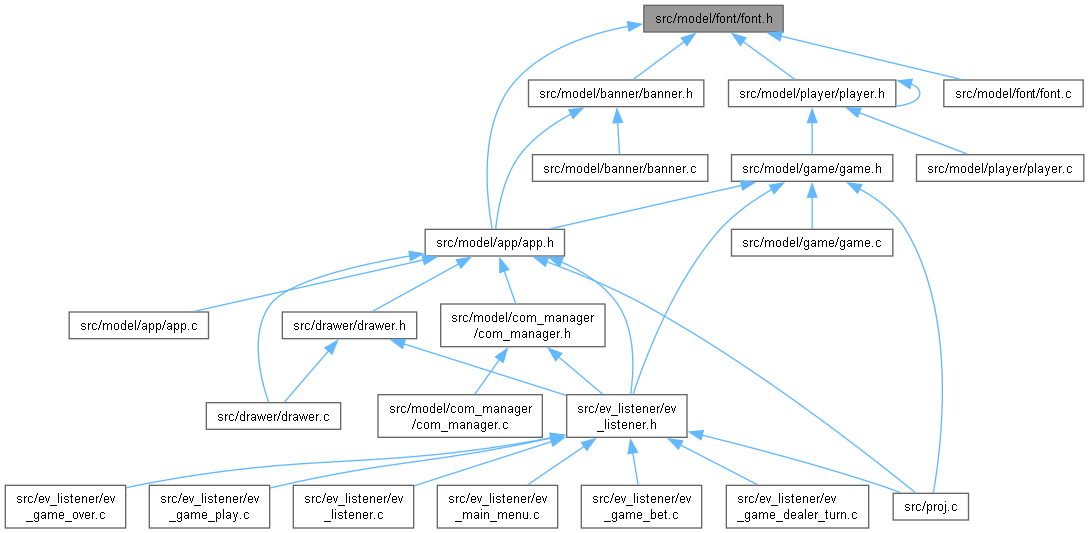 src/model/font/font.h
src/model/banner/banner.h
src/model/player/player.h
src/model/font/font.c
src/model/banner/banner.c
src/model/game/game.h
src/model/player/player.c
src/model/app/app.h
src/model/game/game.c
src/model/app/app.c
src/drawer/drawer.h
src/model/com_manager
/com_manager.h
src/drawer/drawer.c
src/model/com_manager
/com_manager.c
src/ev_listener/ev
_listener.h
src/ev_listener/ev
_game_over.c
src/ev_listener/ev
_game_play.c
src/ev_listener/ev
_listener.c
src/ev_listener/ev
_main_menu.c
src/ev_listener/ev
_game_bet.c
src/ev_listener/ev
_game_dealer_turn.c
src/proj.c